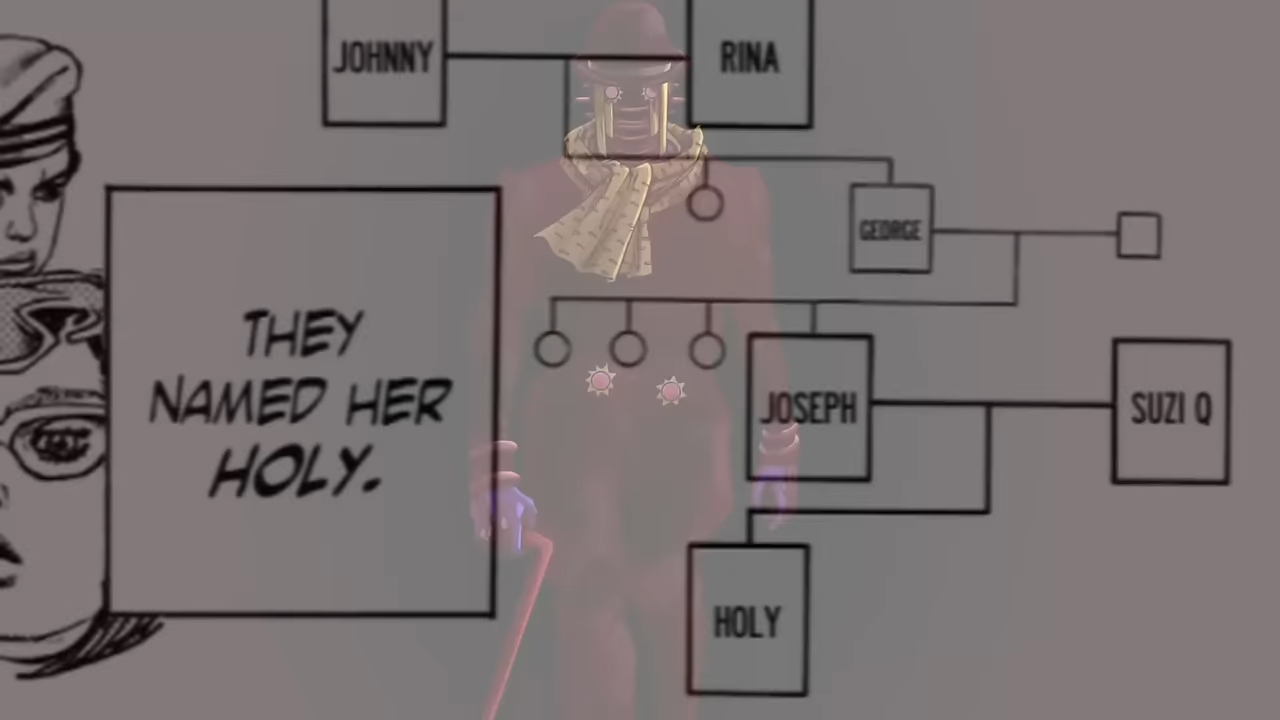 JOHNNY
RINA
GEORGE
THEY
NAMED HER
HOLY.
JOSEPH
SUZI Q
HOLY